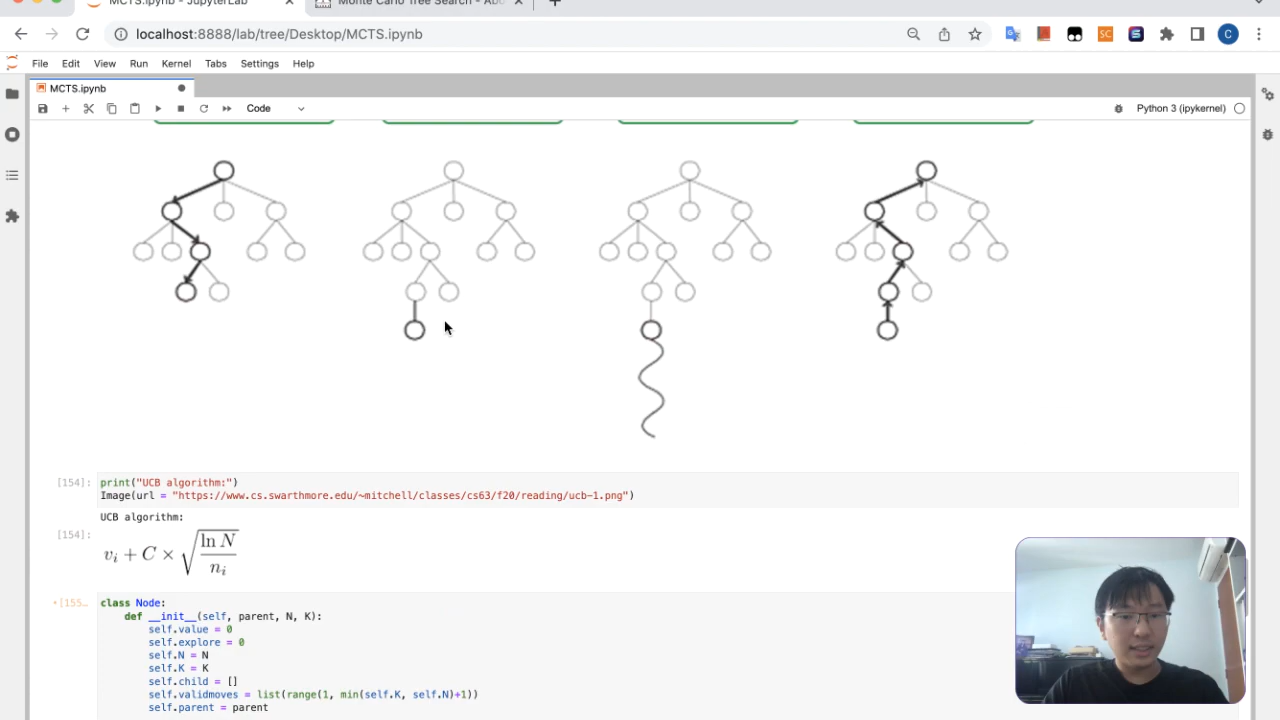 MCTS.ipynb - JupyterLab
Monte Carlo Tree Search - Abo
localhost:8888/lab/tree/Desktop/MCTS.ipynb
SC
C
File Edit View Run Kernel Tabs Settings Help
MCTS.ipynb
Code
Python 3 (ipykernel)
[154]: print("UCB algorithm:")
Image(url = "https://www.cs.swarthmore.edu/~mitchell/classes/cs63/f20/reading/ucb-1.png")
UCB algorithm:
[154]: v_i + C × √(ln N / n_i)
[155… class Node:
def __init__(self, parent, N, K):
self.value = 0
self.explore = 0
self.N = N
self.K = K
self.child = []
self.validmoves = list(range(1, min(self.K, self.N)+1))
self.parent = parent